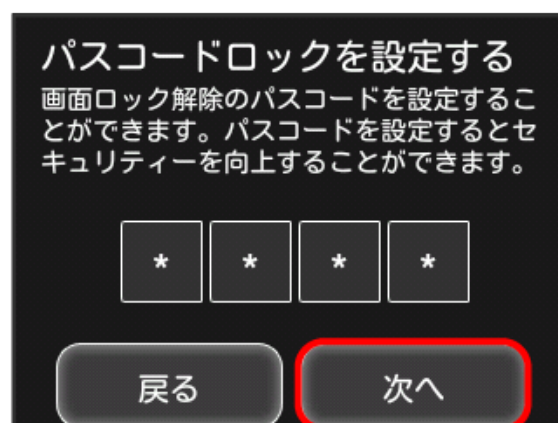 パスコードロックを設定する
画面ロック解除のパスコードを設定するこ
とができます。パスコードを設定するとセ
キュリティーを向上することができます。
* * * *
戻る 次へ